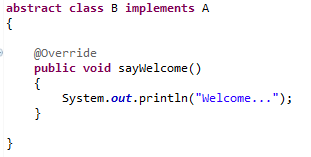 abstract class B implements A
{
@Override
public void sayWelcome()
{
System.out.println("Welcome...");
}
}